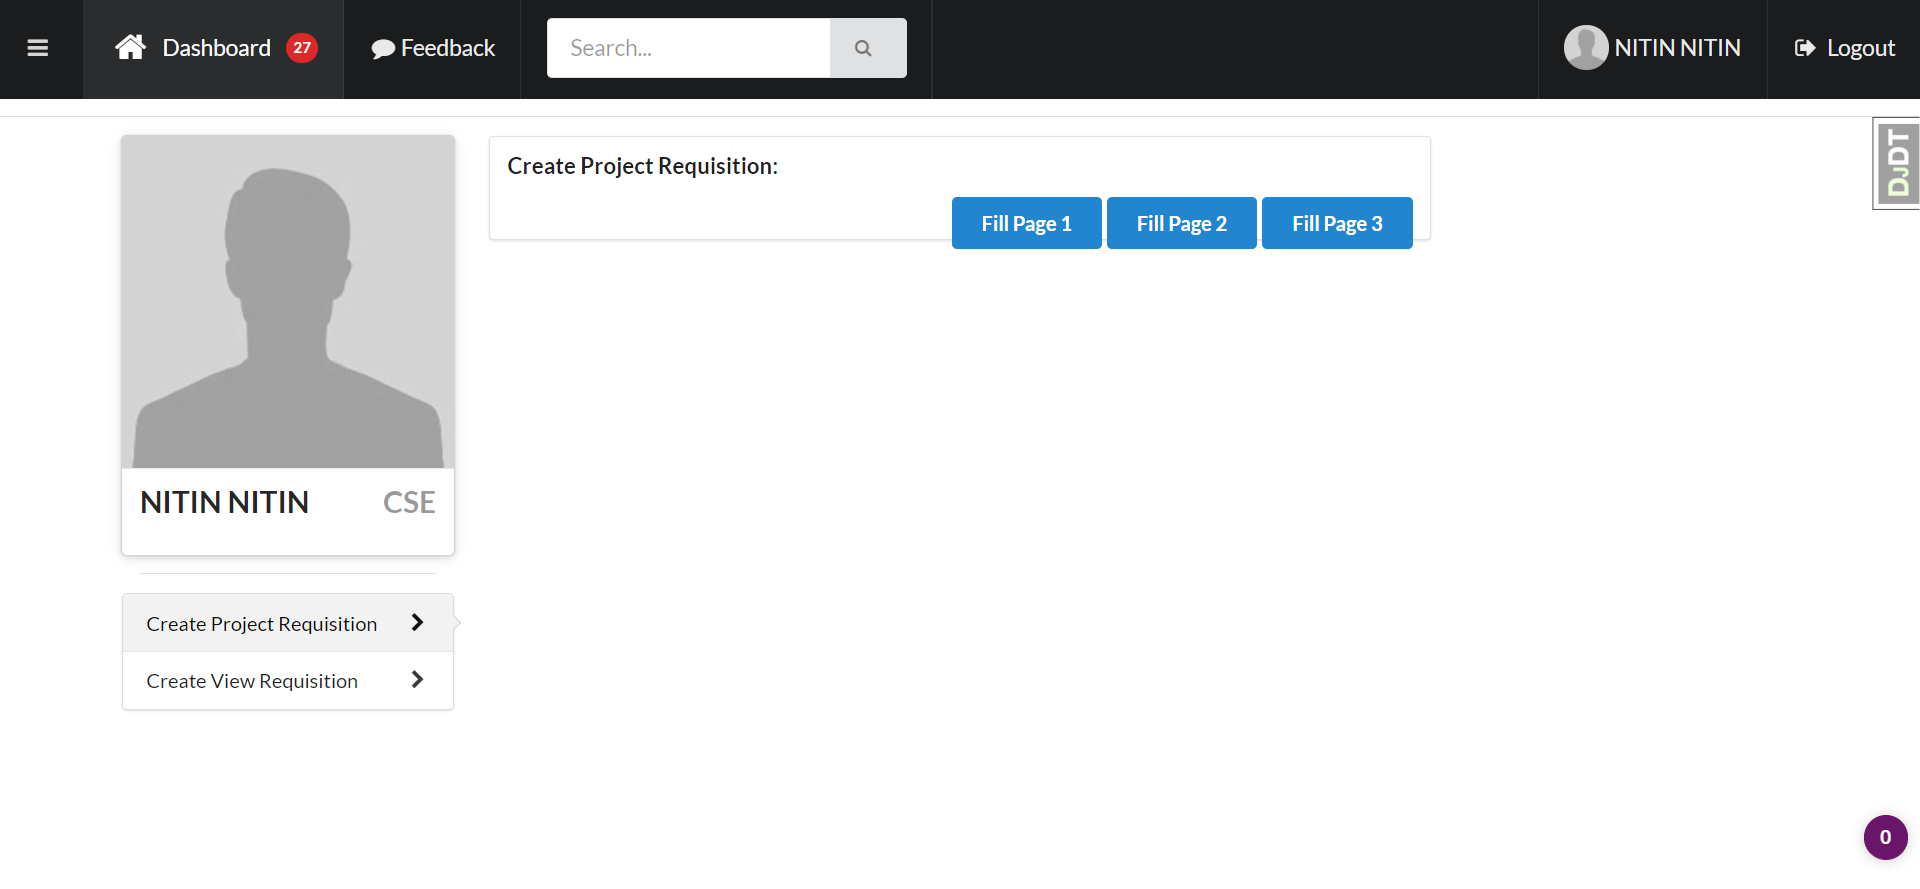 Dashboard 27 Feedback Search... NITIN NITIN Logout
DJDT
Create Project Requisition:
Fill Page 1 Fill Page 2 Fill Page 3
NITIN NITIN CSE
Create Project Requisition
Create View Requisition
0